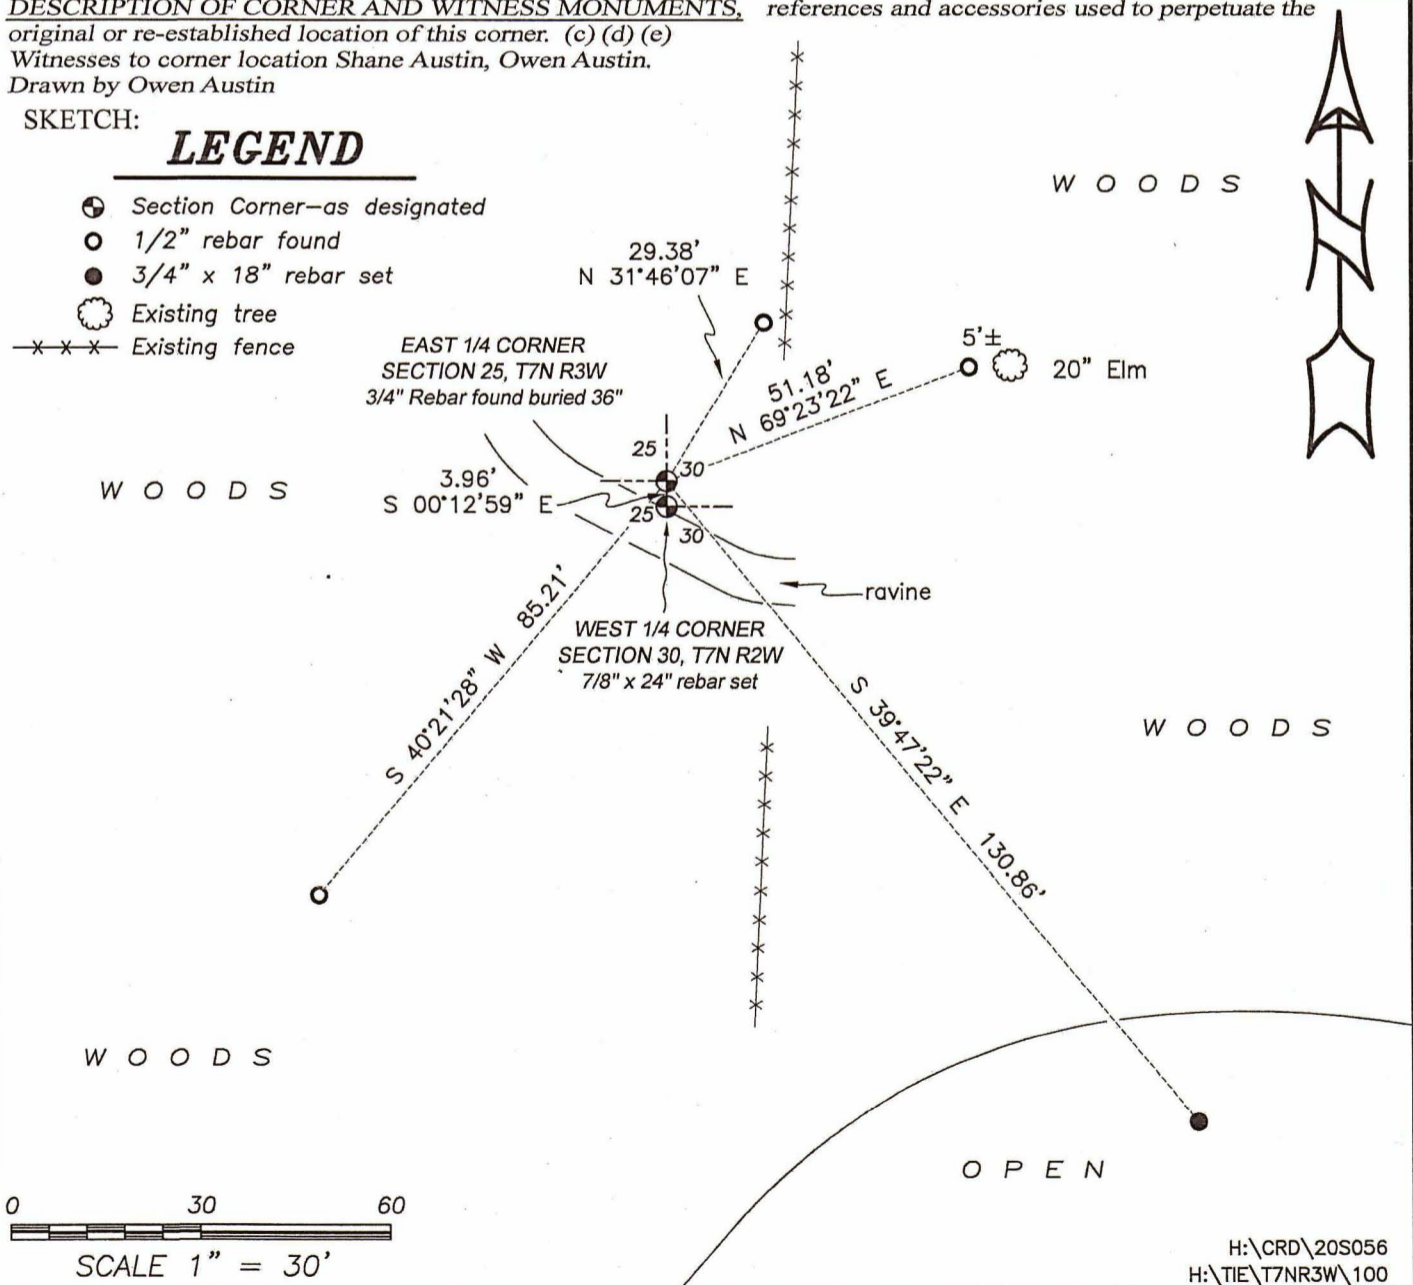 DESCRIPTION OF CORNER AND WITNESS MONUMENTS, references and accessories used to perpetuate the
original or re-established location of this corner. (c) (d) (e)
Witnesses to corner location Shane Austin, Owen Austin.
Drawn by Owen Austin
SKETCH:
LEGEND
Section Corner—as designated
1/2" rebar found
3/4" x 18" rebar set
Existing tree
Existing fence
N
WOODS
29.38'
N 31°46'07" E
5'±
20" Elm
51.18'
N 69°23'22" E
EAST 1/4 CORNER
SECTION 25, T7N R3W
3/4" Rebar found buried 36"
25
30
WOODS
3.96'
S 00°12'59" E
25
30
ravine
WEST 1/4 CORNER
SECTION 30, T7N R2W
7/8" x 24" rebar set
S 40°21'28" W 85.21'
S 39°47'22" E 130.86'
WOODS
WOODS
OPEN
0 30 60
SCALE 1" = 30'
H:\CRD\20S056
H:\TIE\T7NR3W\100